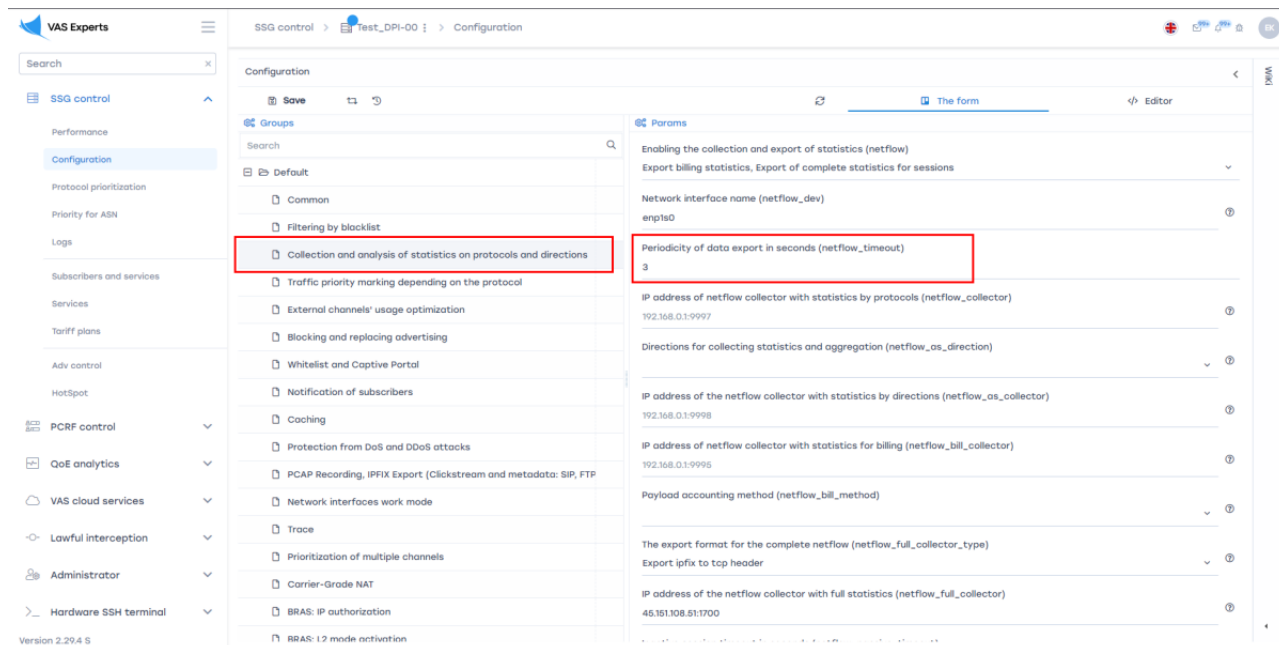 VAS Experts
SSG control > Test_DPI-00 > Configuration
99+ 99+
EK
Search
SSG control
Performance
Configuration
Protocol prioritization
Priority for ASN
Logs
Subscribers and services
Services
Tariff plans
Adv control
HotSpot
PCRF control
QoE analytics
VAS cloud services
Lawful interception
Administrator
Hardware SSH terminal
Version 2.29.4 S
Configuration
Save
The form
</> Editor
Wiki
Groups
Search
Default
Common
Filtering by blacklist
Collection and analysis of statistics on protocols and directions
Traffic priority marking depending on the protocol
External channels' usage optimization
Blocking and replacing advertising
Whitelist and Captive Portal
Notification of subscribers
Caching
Protection from DoS and DDoS attacks
PCAP Recording, IPFIX Export (Clickstream and metadata: SIP, FTP
Network interfaces work mode
Trace
Prioritization of multiple channels
Carrier-Grade NAT
BRAS: IP authorization
BRAS: L2 mode activation
Params
Enabling the collection and export of statistics (netflow)
Export billing statistics, Export of complete statistics for sessions
Network interface name (netflow_dev)
enp1s0
Periodicity of data export in seconds (netflow_timeout)
3
IP address of netflow collector with statistics by protocols (netflow_collector)
192.168.0.1:9997
Directions for collecting statistics and aggregation (netflow_as_direction)
IP address of the netflow collector with statistics by directions (netflow_as_collector)
192.168.0.1:9998
IP address of netflow collector with statistics for billing (netflow_bill_collector)
192.168.0.1:9995
Payload accounting method (netflow_bill_method)
The export format for the complete netflow (netflow_full_collector_type)
Export ipfix to tcp header
IP address of the netflow collector with full statistics (netflow_full_collector)
45.151.108.51:1700